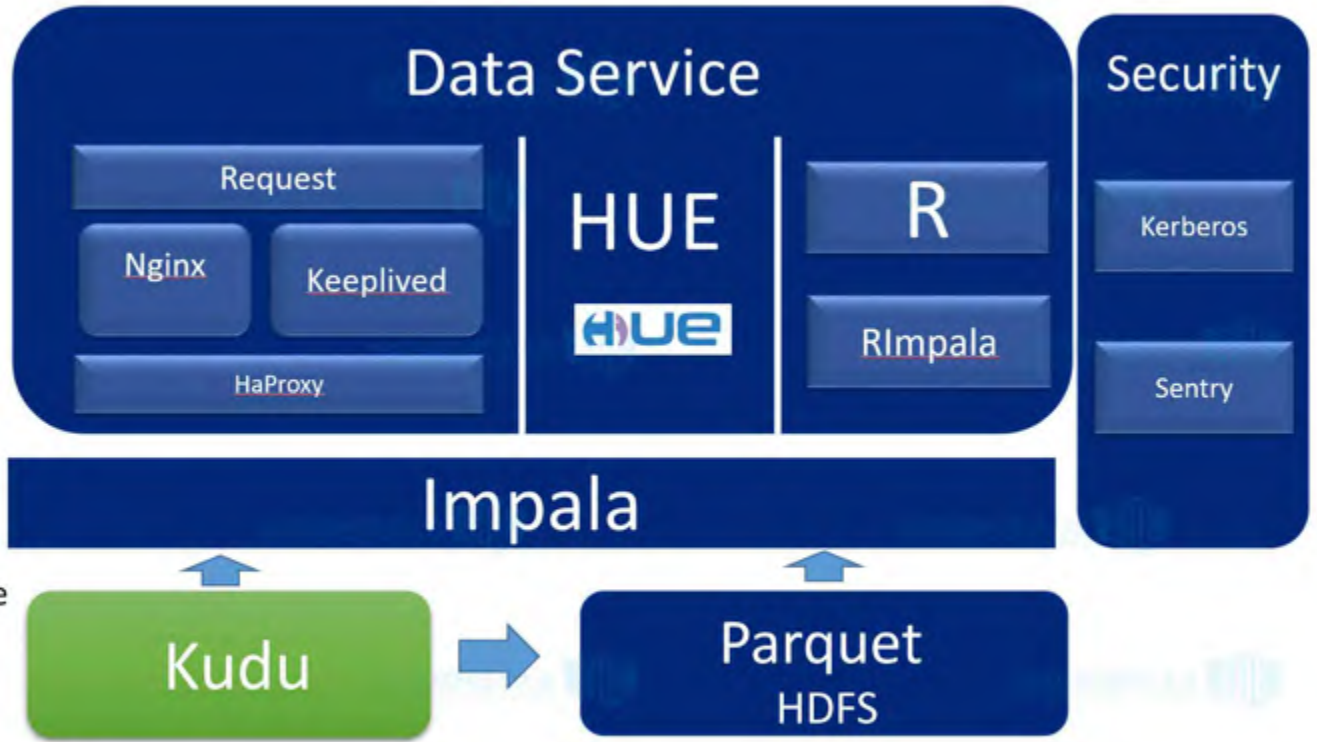 Data Service
Security
Request
Nginx
Keeplived
HaProxy
HUE
HUE
R
RImpala
Kerberos
Sentry
Impala
e
Kudu
Parquet
HDFS